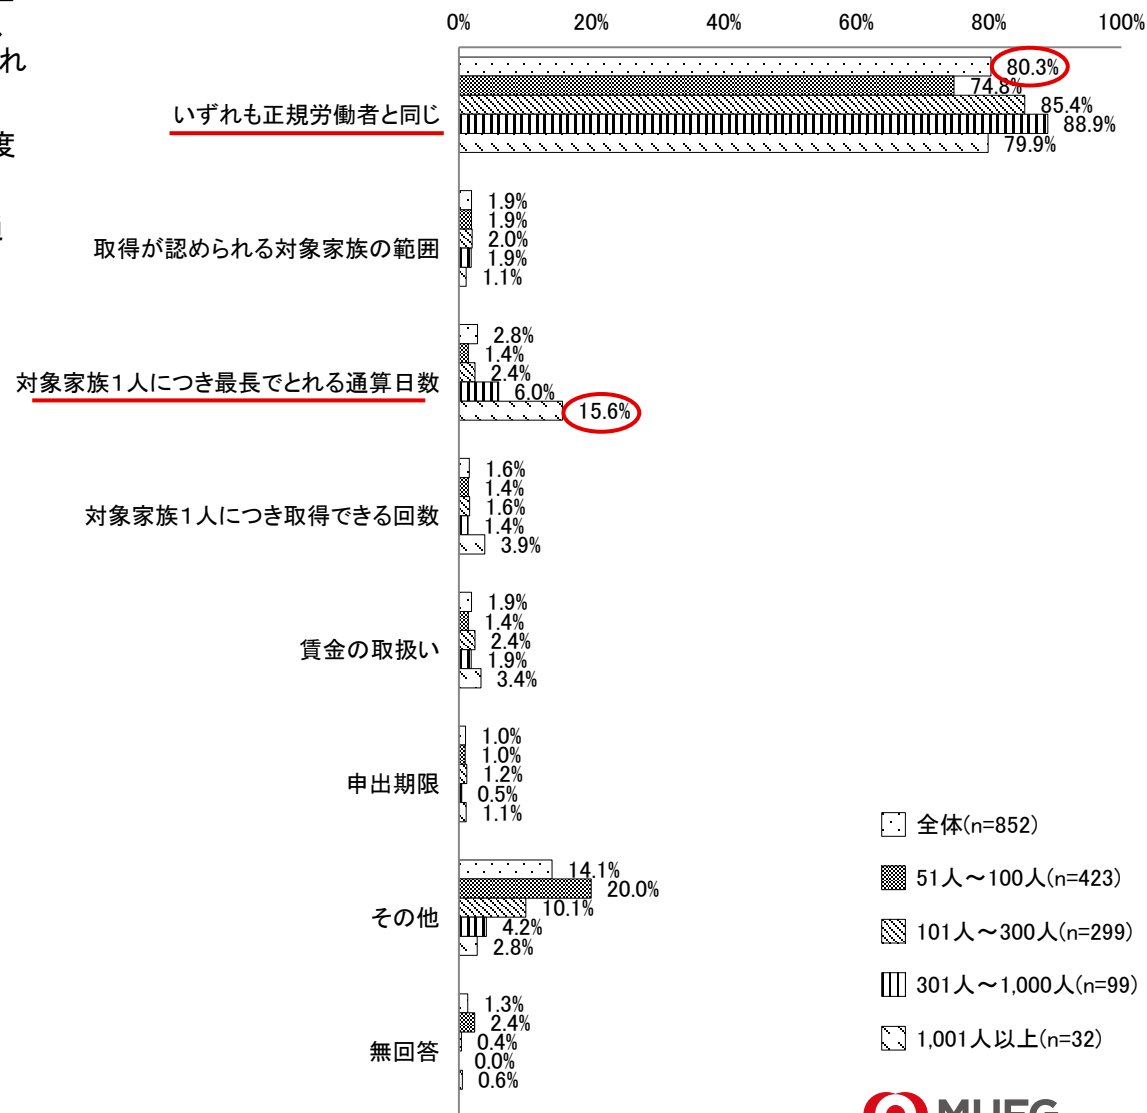 0% 20% 40% 60% 80% 100%
れ
度
いずれも正規労働者と同じ
80.3%
74.8%
85.4%
88.9%
79.9%
取得が認められる対象家族の範囲
1.9%
1.9%
2.0%
1.9%
1.1%
対象家族1人につき最長でとれる通算日数
2.8%
1.4%
2.4%
6.0%
15.6%
対象家族1人につき取得できる回数
1.6%
1.4%
1.6%
1.4%
3.9%
賃金の取扱い
1.9%
1.4%
2.4%
1.9%
3.4%
申出期限
1.0%
1.0%
1.2%
0.5%
1.1%
その他
14.1%
20.0%
10.1%
4.2%
2.8%
無回答
1.3%
2.4%
0.4%
0.0%
0.6%
全体(n=852)
51人～100人(n=423)
101人～300人(n=299)
301人～1,000人(n=99)
1,001人以上(n=32)
MUFG